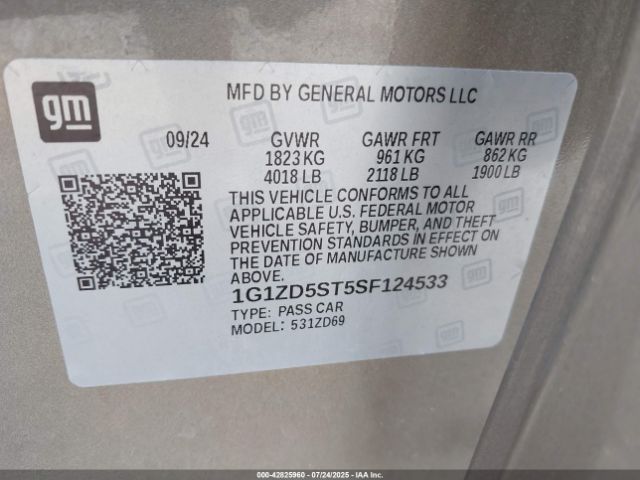 gm
MFD BY GENERAL MOTORS LLC
09/24 GVWR GAWR FRT GAWR RR
1823 KG 961 KG 862 KG
4018 LB 2118 LB 1900 LB
THIS VEHICLE CONFORMS TO ALL
APPLICABLE U.S. FEDERAL MOTOR
VEHICLE SAFETY, BUMPER, AND THEFT
PREVENTION STANDARDS IN EFFECT ON
THE DATE OF MANUFACTURE SHOWN
ABOVE.
1G1ZD5ST5SF124533
TYPE: PASS CAR
MODEL: 531ZD69
000-42825960 - 07/24/2025 - IAA Inc.